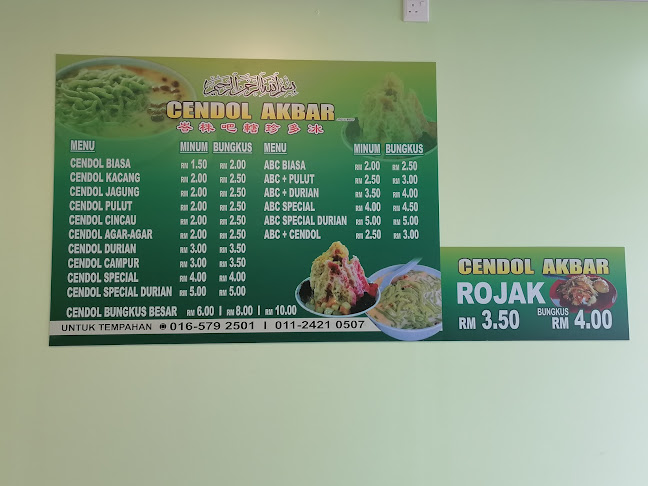 بسم الله الرحمن الرحيم
CENDOL AKBAR
MENU MINUM BUNGKUS
CENDOL BIASA RM 1.50 RM 2.00
CENDOL KACANG RM 2.00 RM 2.50
CENDOL JAGUNG RM 2.00 RM 2.50
CENDOL PULUT RM 2.00 RM 2.50
CENDOL CINCAU RM 2.00 RM 2.50
CENDOL AGAR-AGAR RM 2.00 RM 2.50
CENDOL DURIAN RM 3.00 RM 3.50
CENDOL CAMPUR RM 3.00 RM 3.50
CENDOL SPECIAL RM 4.00 RM 4.00
CENDOL SPECIAL DURIAN RM 5.00 RM 5.00
CENDOL BUNGKUS BESAR RM 6.00 I RM 8.00 I RM 10.00
MENU MINUM BUNGKUS
ABC BIASA RM 2.00 RM 2.50
ABC + PULUT RM 2.50 RM 3.00
ABC + DURIAN RM 3.50 RM 4.00
ABC SPECIAL RM 4.00 RM 4.50
ABC SPECIAL DURIAN RM 5.00 RM 5.00
ABC + CENDOL RM 2.50 RM 3.00
UNTUK TEMPAHAN 016-579 2501 I 011-2421 0507
CENDOL AKBAR
ROJAK
RM 3.50 BUNGKUS RM 4.00